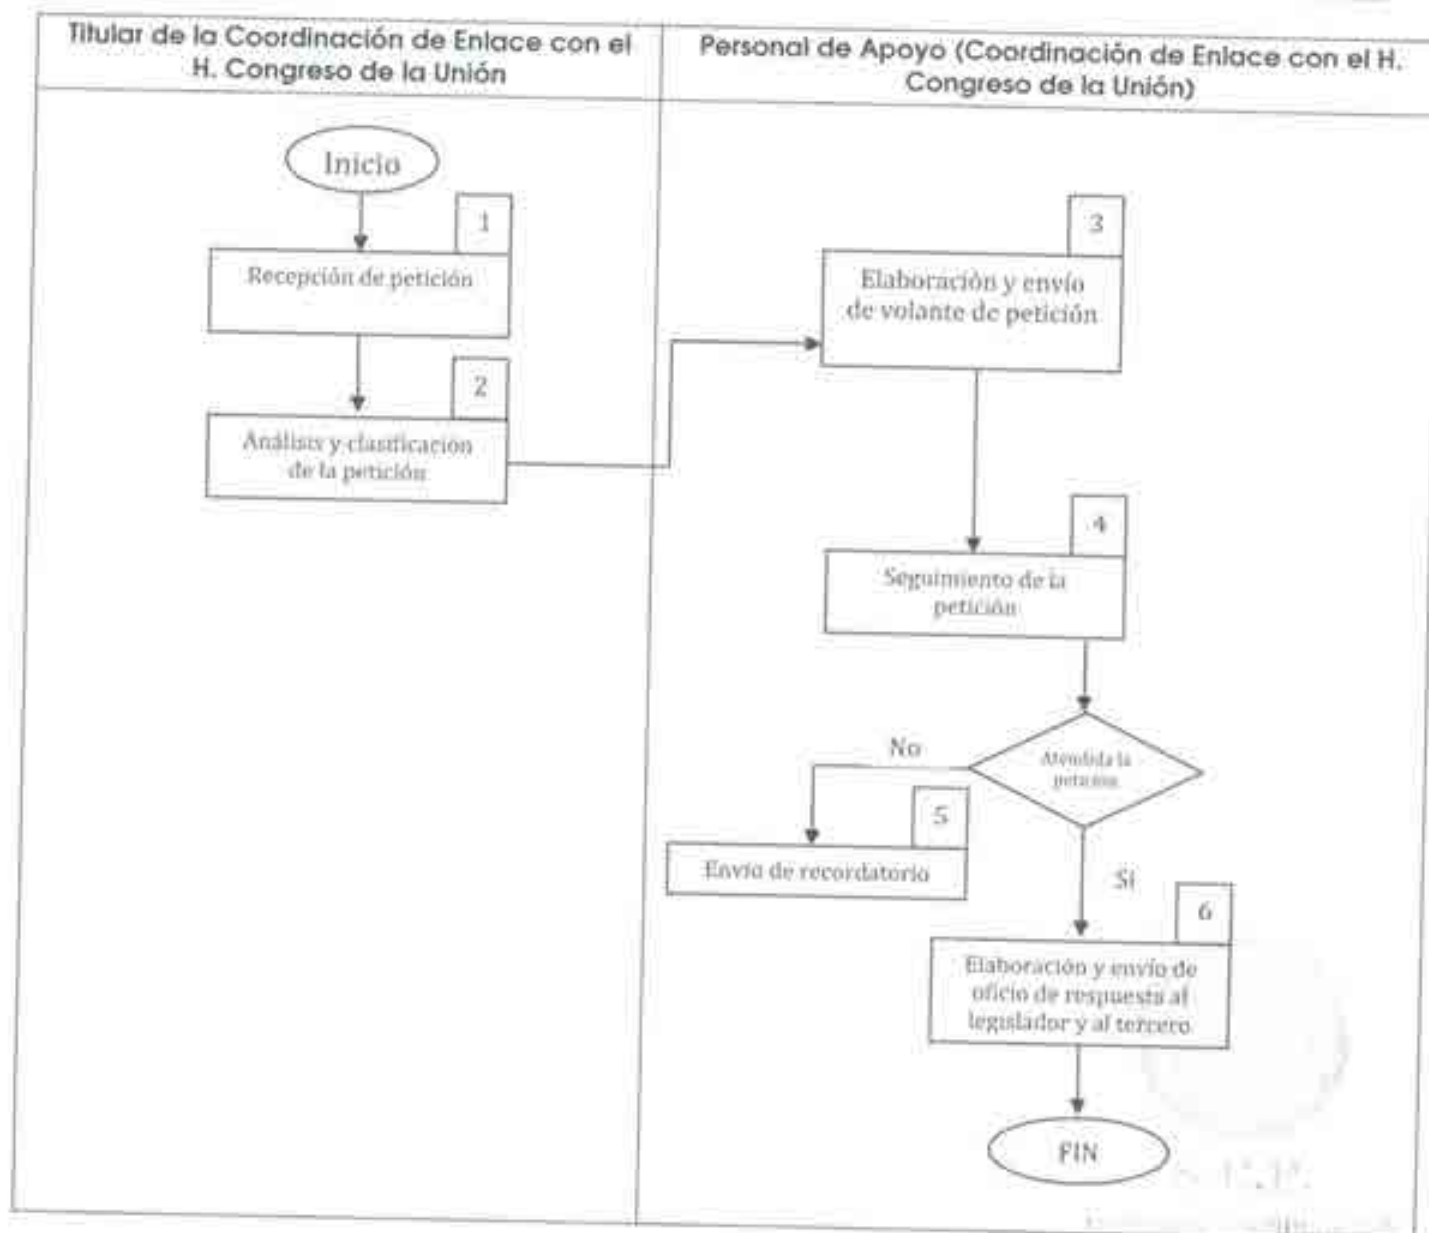 Titular de la Coordinación de Enlace con el
H. Congreso de la Unión
Personal de Apoyo (Coordinación de Enlace con el H.
Congreso de la Unión)
Inicio
1
Recepción de petición
2
Análisis y clasificación
de la petición
3
Elaboración y envío
de volante de petición
4
Seguimiento de la
petición
Atendida la
petición
No
5
Envío de recordatorio
Sí
6
Elaboración y envío de
oficio de respuesta al
legislador y al tercero
FIN